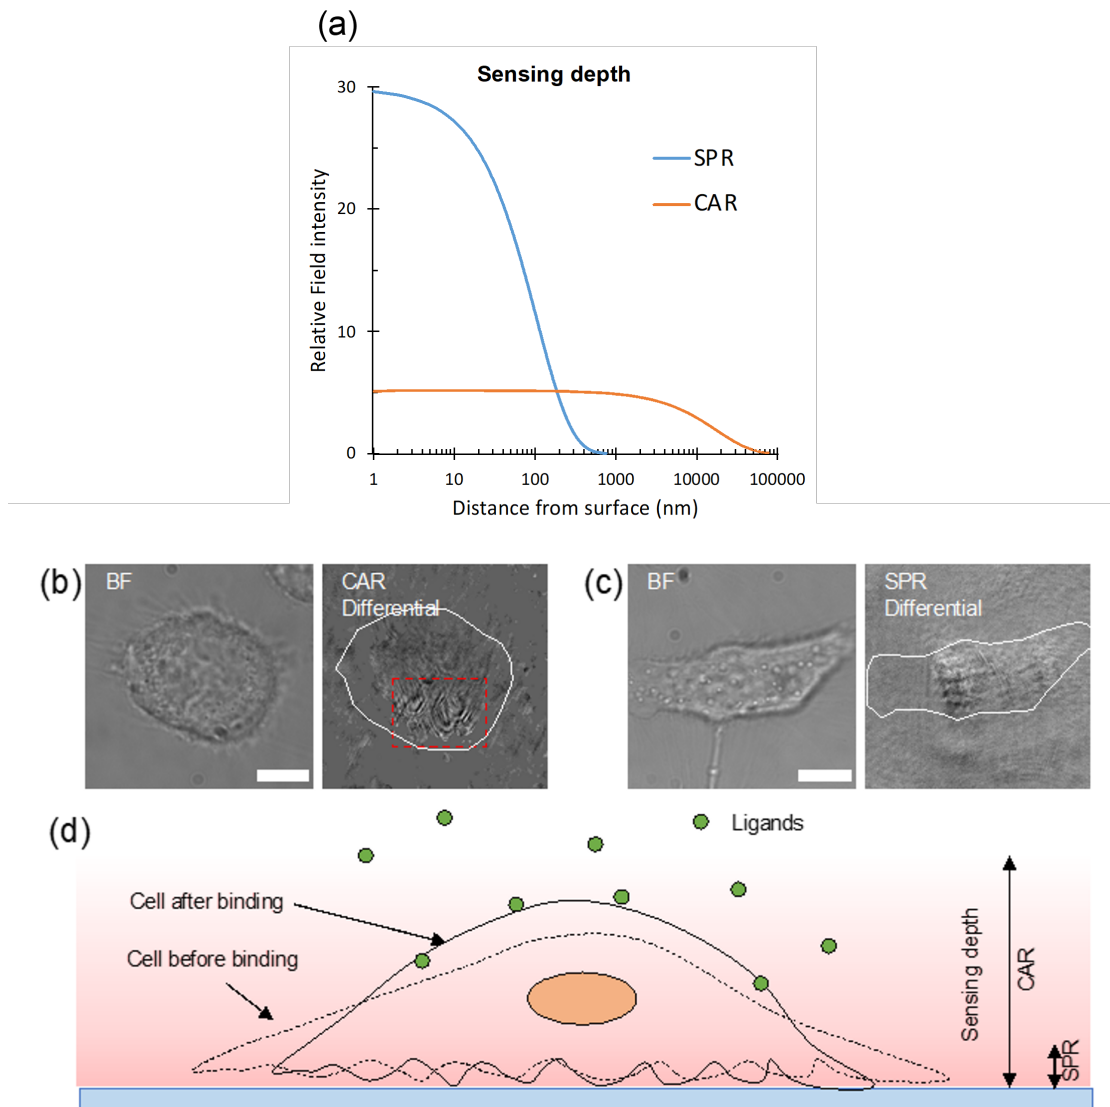 (a)
Sensing depth
30
20
10
0
Relative Field intensity
SPR
CAR
1 10 100 1000 10000 100000
Distance from surface (nm)
(b)
BF
CAR
Differential
(c)
BF
SPR
Differential
(d)
Ligands
Cell after binding
Cell before binding
Sensing depth
CAR
SPR